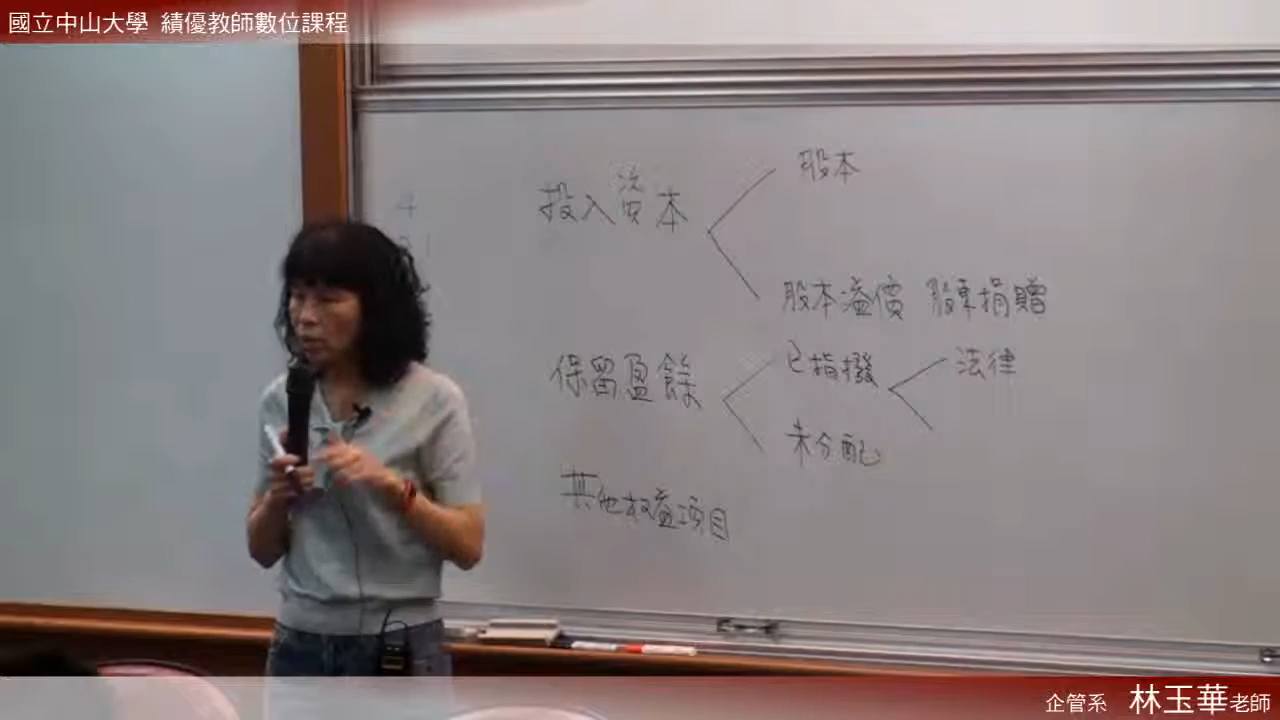 國立中山大學 績優教師數位課程
股本
投入資本
股本溢價 股東捐贈
已指撥
法律
保留盈餘
未分配
其他权益項目
企管系 林玉華老師